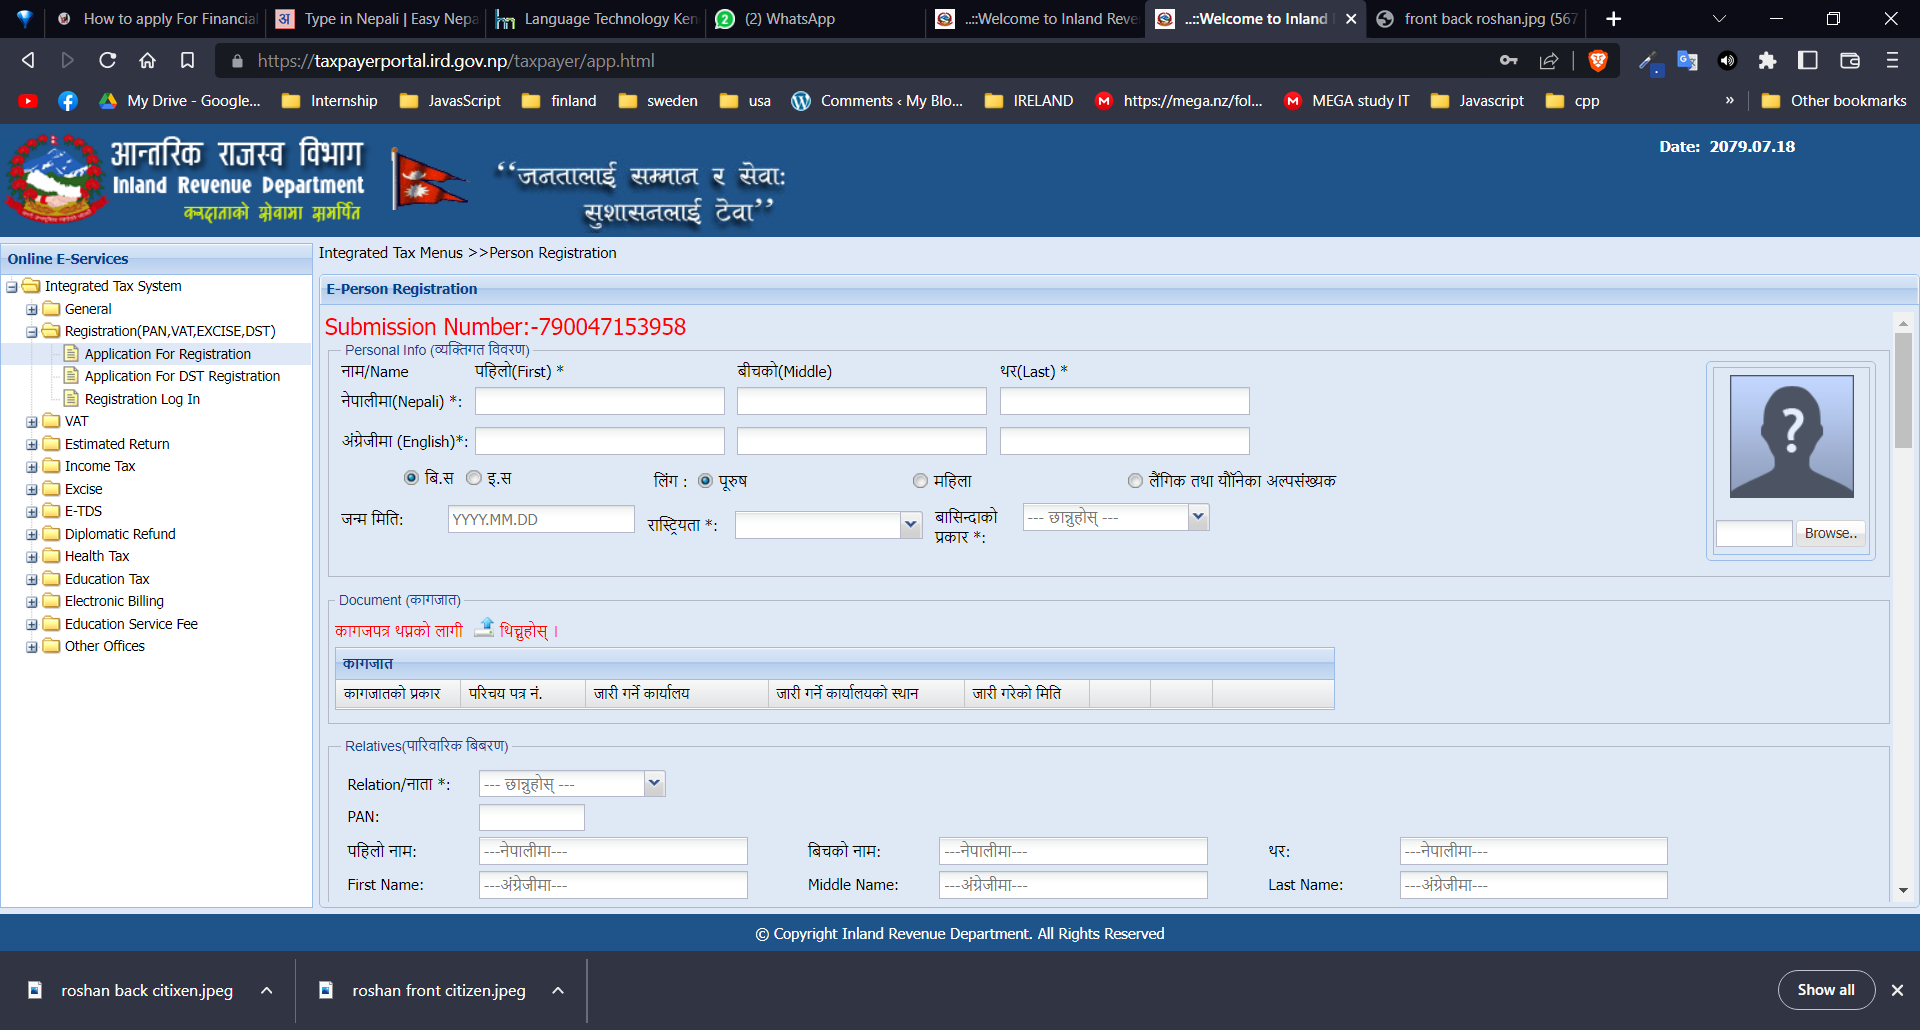 How to apply For Financial
Type in Nepali | Easy Nepa
Language Technology Ken
(2) WhatsApp
..::Welcome to Inland Reve
..::Welcome to Inland
front back roshan.jpg (567
https://taxpayerportal.ird.gov.np/taxpayer/app.html
My Drive - Google...
Internship
JavasScript
finland
sweden
usa
Comments ‹ My Blo...
IRELAND
https://mega.nz/fol...
MEGA study IT
Javascript
cpp
»
Other bookmarks
आन्तरिक राजस्व विभाग
Inland Revenue Department
करदाताको सेवामा समर्पित
“जनतालाई सम्मान र सेवा:
सुशासनलाई टेवा”
Date: 2079.07.18
Online E-Services
Integrated Tax System
General
Registration(PAN,VAT,EXCISE,DST)
Application For Registration
Application For DST Registration
Registration Log In
VAT
Estimated Return
Income Tax
Excise
E-TDS
Diplomatic Refund
Health Tax
Education Tax
Electronic Billing
Education Service Fee
Other Offices
Integrated Tax Menus >>Person Registration
E-Person Registration
Submission Number:-790047153958
Personal Info (व्यक्तिगत विवरण)
नाम/Name पहिलो(First) * बीचको(Middle) थर(Last) *
नेपालीमा(Nepali) *:
अंग्रेजीमा (English)*:
बि.स इ.स लिंग : पूरुष महिला लैंगिक तथा यौनिका अल्पसंख्यक
जन्म मिति: YYYY.MM.DD रास्ट्रियता *: बासिन्दाको प्रकार *: --- छान्नुहोस् ---
Browse..
Document (कागजात)
कागजपत्र थप्नको लागी थिच्नुहोस् ।
कागजात
कागजातको प्रकार परिचय पत्र नं. जारी गर्ने कार्यालय जारी गर्ने कार्यालयको स्थान जारी गरेको मिति
Relatives(पारिवारिक बिबरण)
Relation/नाता *: --- छान्नुहोस् ---
PAN:
पहिलो नाम: ---नेपालीमा--- बिचको नाम: ---नेपालीमा--- थर: ---नेपालीमा---
First Name: ---अंग्रेजीमा--- Middle Name: ---अंग्रेजीमा--- Last Name: ---अंग्रेजीमा---
© Copyright Inland Revenue Department. All Rights Reserved
roshan back citixen.jpeg
roshan front citizen.jpeg
Show all